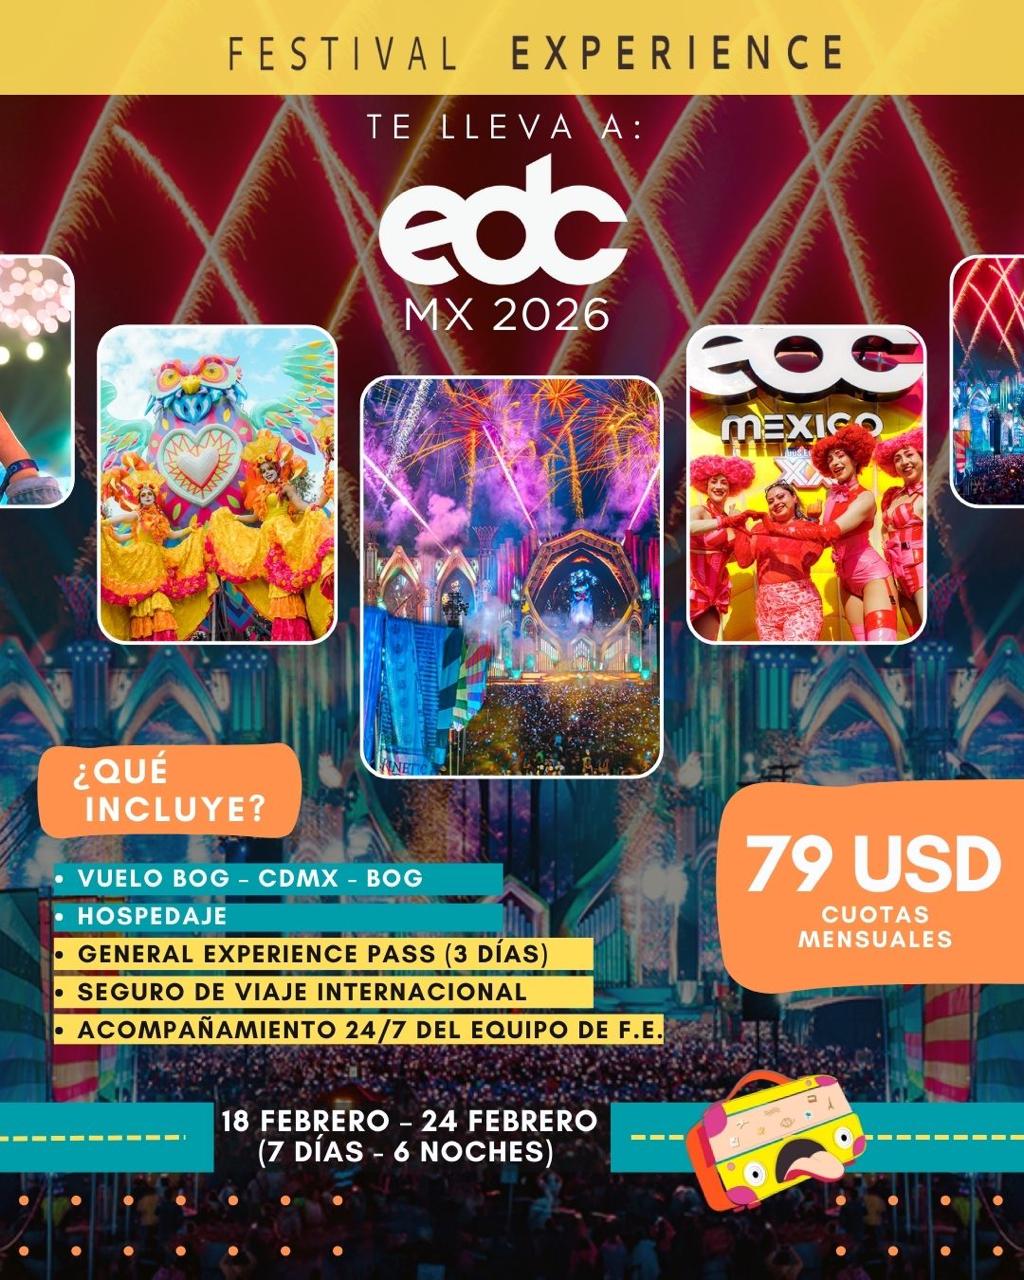 FESTIVAL EXPERIENCE
TE LLEVA A:
edc
MX 2026
edc
MEXICO
¿QUÉ
INCLUYE?
79 USD
CUOTAS
MENSUALES
• VUELO BOG – CDMX – BOG
• HOSPEDAJE
• GENERAL EXPERIENCE PASS (3 DÍAS)
• SEGURO DE VIAJE INTERNACIONAL
• ACOMPAÑAMIENTO 24/7 DEL EQUIPO DE F.E.
18 FEBRERO – 24 FEBRERO
(7 DÍAS – 6 NOCHES)